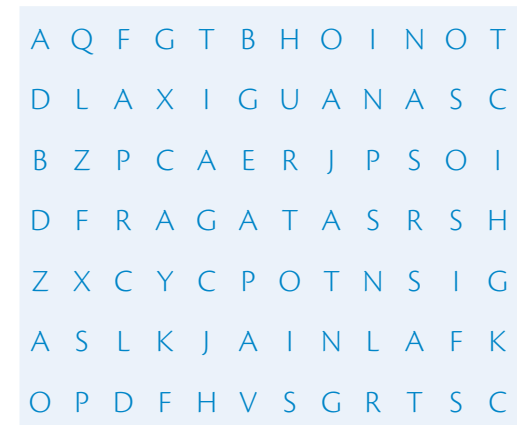 A Q F G T B H O I N O T
D L A X I G U A N A S C
B Z P C A E R J P S O I
D F R A G A T A S R S H
Z X C Y C P O T N S I G
A S L K J A I N L A F K
O P D F H V S G R T S C